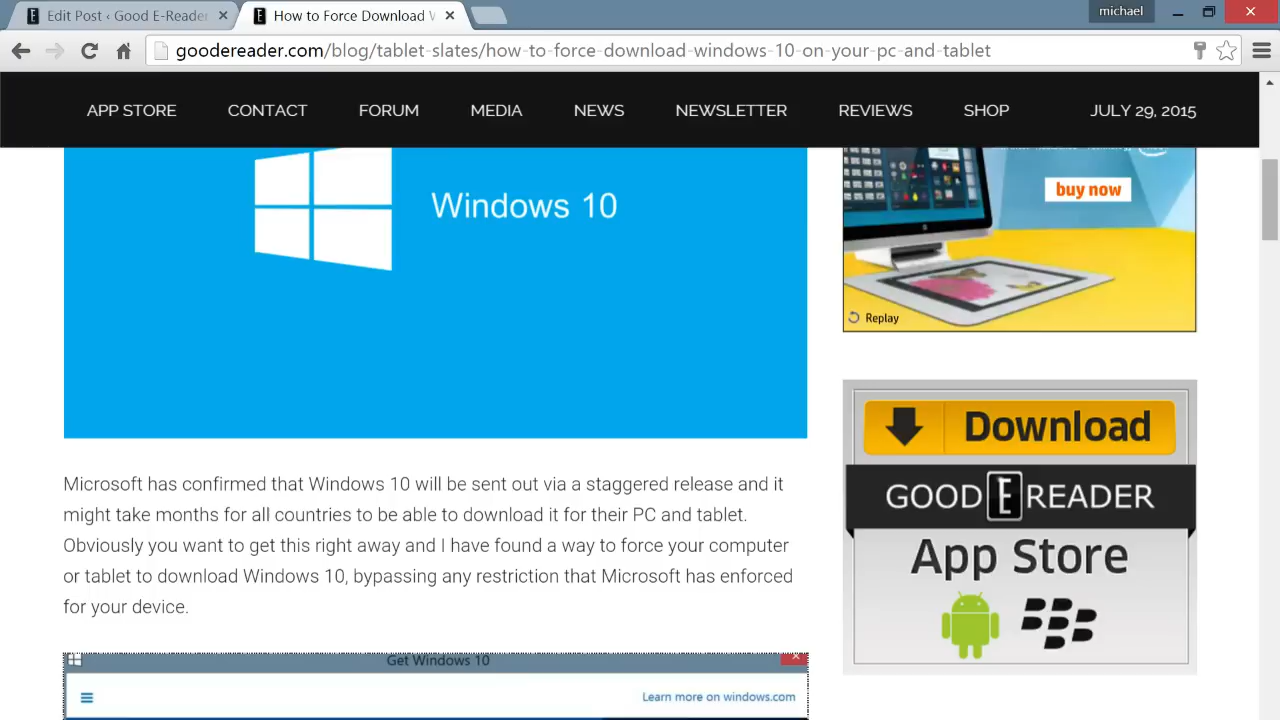 Edit Post ‹ Good E-Reader
How to Force Download W
michael
goodereader.com/blog/tablet-slates/how-to-force-download-windows-10-on-your-pc-and-tablet
APP STORE CONTACT FORUM MEDIA NEWS NEWSLETTER REVIEWS SHOP JULY 29, 2015
Windows 10
buy now
Replay
Download
GOOD E READER
App Store
Microsoft has confirmed that Windows 10 will be sent out via a staggered release and it
might take months for all countries to be able to download it for their PC and tablet.
Obviously you want to get this right away and I have found a way to force your computer
or tablet to download Windows 10, bypassing any restriction that Microsoft has enforced
for your device.
Get Windows 10
Learn more on windows.com